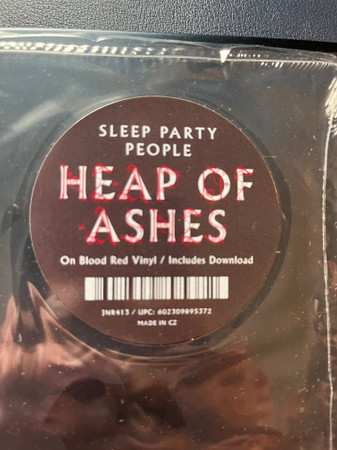 SLEEP PARTY
PEOPLE
HEAP OF
ASHES
On Blood Red Vinyl / Includes Download
JNR413 / UPC: 602309895372
MADE IN CZ